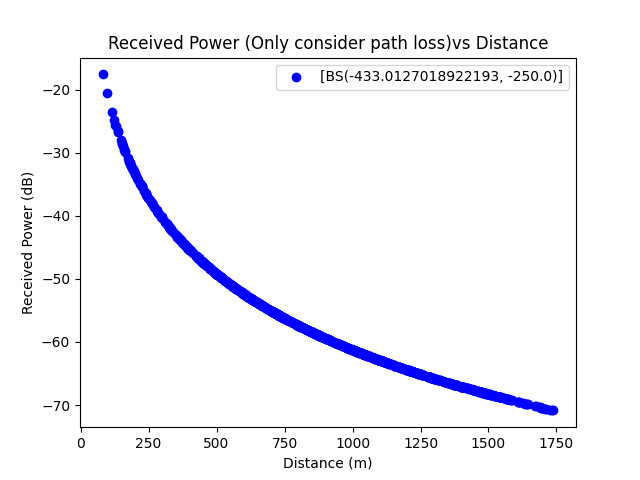 Received Power (Only consider path loss)vs Distance
[BS(-433.0127018922193, -250.0)]
Received Power (dB)
−20
−30
−40
−50
−60
−70
0 250 500 750 1000 1250 1500 1750
Distance (m)